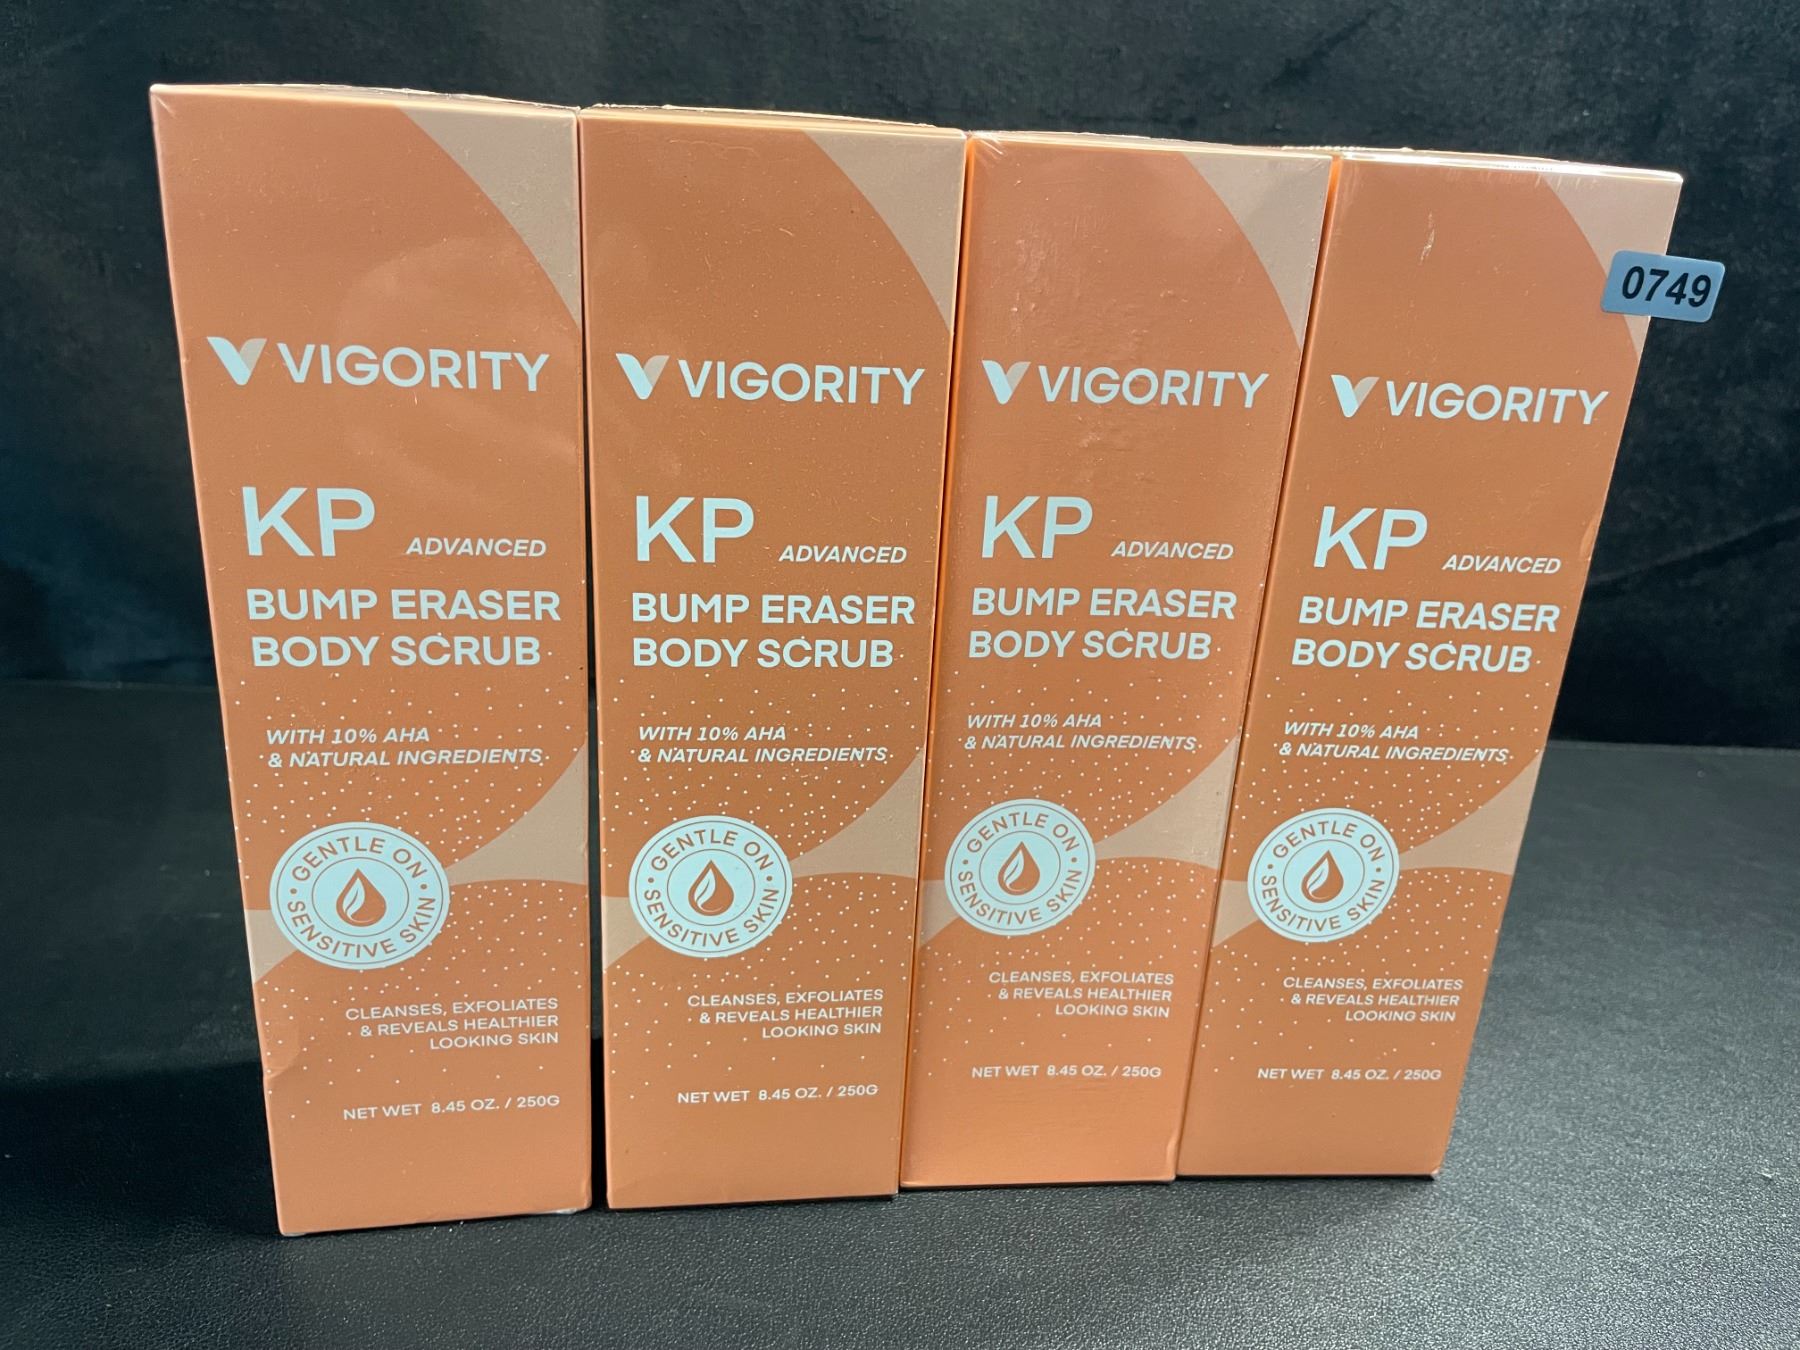 VIGORITY
KP ADVANCED
BUMP ERASER
BODY SCRUB
WITH 10% AHA
& NATURAL INGREDIENTS
GENTLE ON
SENSITIVE SKIN
CLEANSES, EXFOLIATES
& REVEALS HEALTHIER
LOOKING SKIN
NET WET 8.45 OZ. / 250G
VIGORITY
KP ADVANCED
BUMP ERASER
BODY SCRUB
WITH 10% AHA
& NATURAL INGREDIENTS
GENTLE ON
SENSITIVE SKIN
CLEANSES, EXFOLIATES
& REVEALS HEALTHIER
LOOKING SKIN
NET WET 8.45 OZ. / 250G
VIGORITY
KP ADVANCED
BUMP ERASER
BODY SCRUB
WITH 10% AHA
& NATURAL INGREDIENTS
GENTLE ON
SENSITIVE SKIN
CLEANSES, EXFOLIATES
& REVEALS HEALTHIER
LOOKING SKIN
NET WET 8.45 OZ. / 250G
0749
VIGORITY
KP ADVANCED
BUMP ERASER
BODY SCRUB
WITH 10% AHA
& NATURAL INGREDIENTS
GENTLE ON
SENSITIVE SKIN
CLEANSES, EXFOLIATES
& REVEALS HEALTHIER
LOOKING SKIN
NET WET 8.45 OZ. / 250G